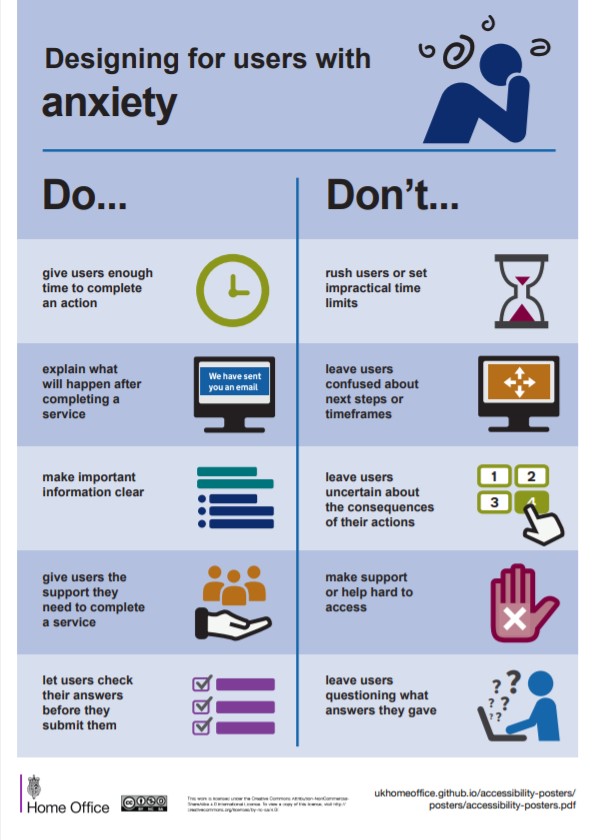 Designing for users with
anxiety
Do...
Don’t...
give users enough
time to complete
an action
rush users or set
impractical time
limits
explain what
will happen after
completing a
service
We have sent
you an email
leave users
confused about
next steps or
timeframes
make important
information clear
leave users
uncertain about
the consequences
of their actions
1 2
3 4
give users the
support they
need to complete
a service
make support
or help hard to
access
let users check
their answers
before they
submit them
leave users
questioning what
answers they gave
? ?
? ?
? ?
Home Office
cc
BY NC SA
This work is licensed under the Creative Commons Attribution-NonCommercial-
ShareAlike 4.0 International License. To view a copy of this license, visit http://
creativecommons.org/licenses/by-nc-sa/4.0/
ukhomeoffice.github.io/accessibility-posters/
posters/accessibility-posters.pdf